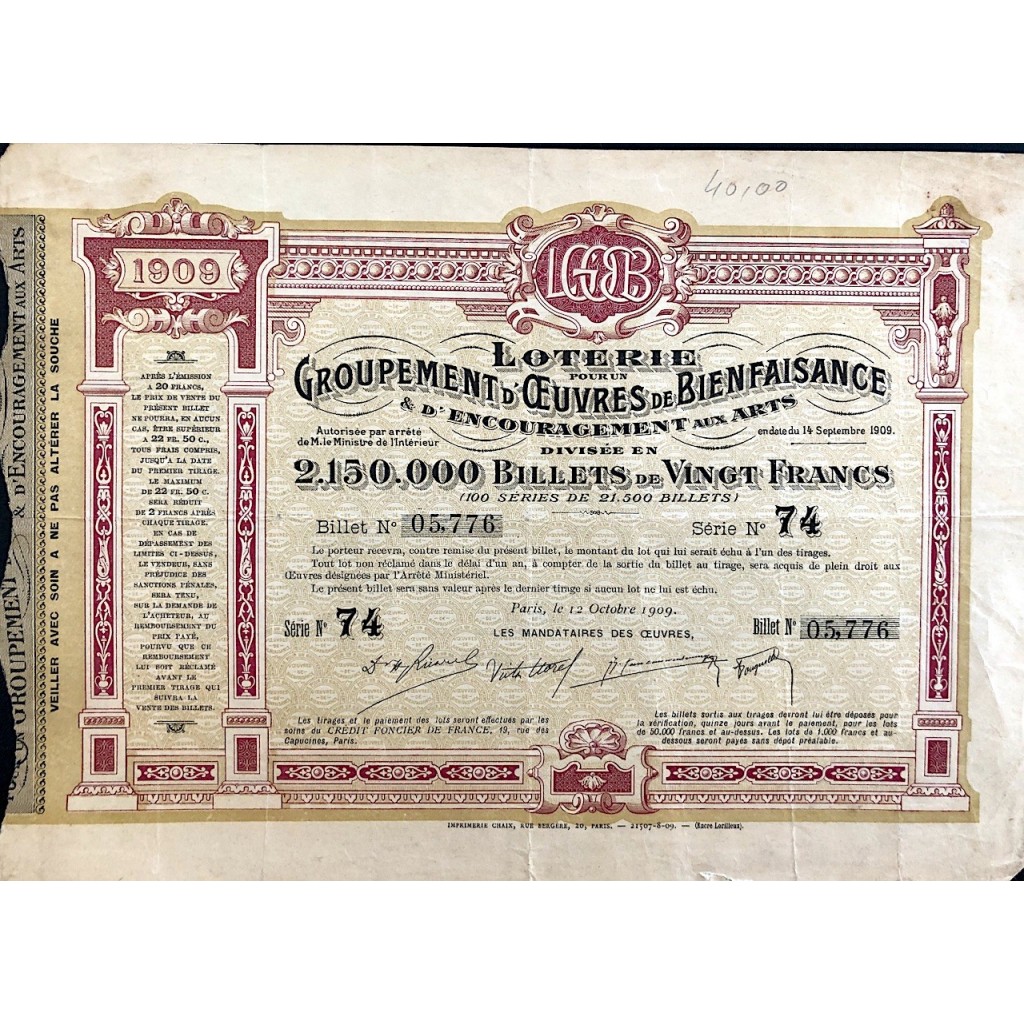 40,00
GROUPEMENT
& D'ENCOURAGEMENT AUX ARTS
VEILLER AVEC SOIN A NE PAS ALTÉRER LA SOUCHE
1909
APRÈS L'ÉMISSION
A 20 FRANCS,
LE PRIX DE VENTE DU
PRÉSENT BILLET
NE POURRA, EN AUCUN
CAS, ÊTRE SUPÉRIEUR
A 22 FR. 50 C.,
TOUS FRAIS COMPRIS,
JUSQU'A LA DATE
DU PREMIER TIRAGE.
LE MAXIMUM
DE 22 FR. 50 C.
SERA RÉDUIT
DE 2 FRANCS APRÈS
CHAQUE TIRAGE.
EN CAS DE
DÉPASSEMENT DES
LIMITES CI-DESSUS,
LE VENDEUR, SANS
PRÉJUDICE DES
SANCTIONS PÉNALES,
SERA TENU,
SUR LA DEMANDE DE
L'ACHETEUR, AU
REMBOURSEMENT DU
PRIX PAYÉ,
POURVU QUE CE
REMBOURSEMENT
LUI SOIT RÉCLAMÉ
AVANT LE
PREMIER TIRAGE QUI
SUIVRA LA
VENTE DES BILLETS.
LOTERIE
POUR UN
GROUPEMENT D'ŒUVRES DE BIENFAISANCE
& D'ENCOURAGEMENT AUX ARTS
Autorisée par arrêté
de M. le Ministre de l'Intérieur
en date du 14 Septembre 1909.
DIVISÉE EN
2.150.000 BILLETS DE VINGT FRANCS
(100 SÉRIES DE 21.500 BILLETS)
Billet N° 05,776 Série N° 74
Le porteur recevra, contre remise du présent billet, le montant du lot qui lui serait échu à l'un des tirages.
Tout lot non réclamé dans le délai d'un an, à compter de la sortie du billet au tirage, sera acquis de plein droit aux
Œuvres désignées par l'Arrêté Ministériel.
Le présent billet sera sans valeur après le dernier tirage si aucun lot ne lui est échu.
Paris, le 12 Octobre 1909.
Série N° 74
LES MANDATAIRES DES ŒUVRES,
Billet N° 05,776
Les tirages et le paiement des lots seront effectués par les
soins du CRÉDIT FONCIER DE FRANCE, 19, rue des
Capucines, Paris.
Les billets sortis aux tirages devront lui être déposés pour
la vérification, quinze jours avant le paiement, pour les lots
de 50.000 francs et au-dessus. Les lots de 1.000 francs et au-
dessous seront payés sans dépôt préalable.
IMPRIMERIE CHAIX, RUE BERGÈRE, 20, PARIS. — 21507-8-09. — (Encre Lorilleux).